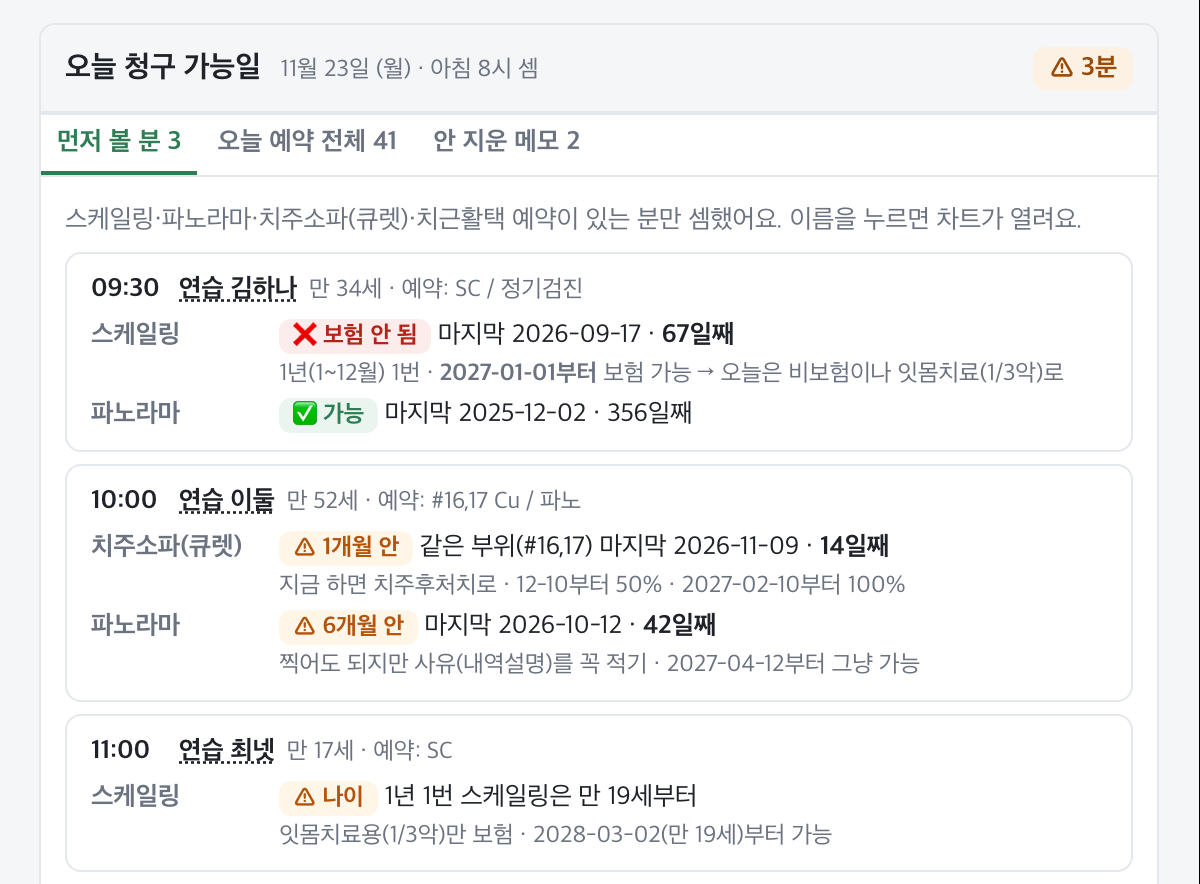 오늘 청구 가능일 11월 23일 (월) · 아침 8시 셈
⚠ 3분
먼저 볼 분 3 오늘 예약 전체 41 안 지운 메모 2
스케일링·파노라마·치주소파(큐렛)·치근활택 예약이 있는 분만 셈했어요. 이름을 누르면 차트가 열려요.
09:30 연습 김하나 만 34세 · 예약: SC / 정기검진
스케일링 ❌ 보험 안 됨 마지막 2026-09-17 · 67일째
1년(1~12월) 1번 · 2027-01-01부터 보험 가능 → 오늘은 비보험이나 잇몸치료(1/3악)로
파노라마 ✅ 가능 마지막 2025-12-02 · 356일째
10:00 연습 이둘 만 52세 · 예약: #16,17 Cu / 파노
치주소파(큐렛) ⚠ 1개월 안 같은 부위(#16,17) 마지막 2026-11-09 · 14일째
지금 하면 치주후처치로 · 12-10부터 50% · 2027-02-10부터 100%
파노라마 ⚠ 6개월 안 마지막 2026-10-12 · 42일째
찍어도 되지만 사유(내역설명)를 꼭 적기 · 2027-04-12부터 그냥 가능
11:00 연습 최넷 만 17세 · 예약: SC
스케일링 ⚠ 나이 1년 1번 스케일링은 만 19세부터
잇몸치료용(1/3악)만 보험 · 2028-03-02(만 19세)부터 가능